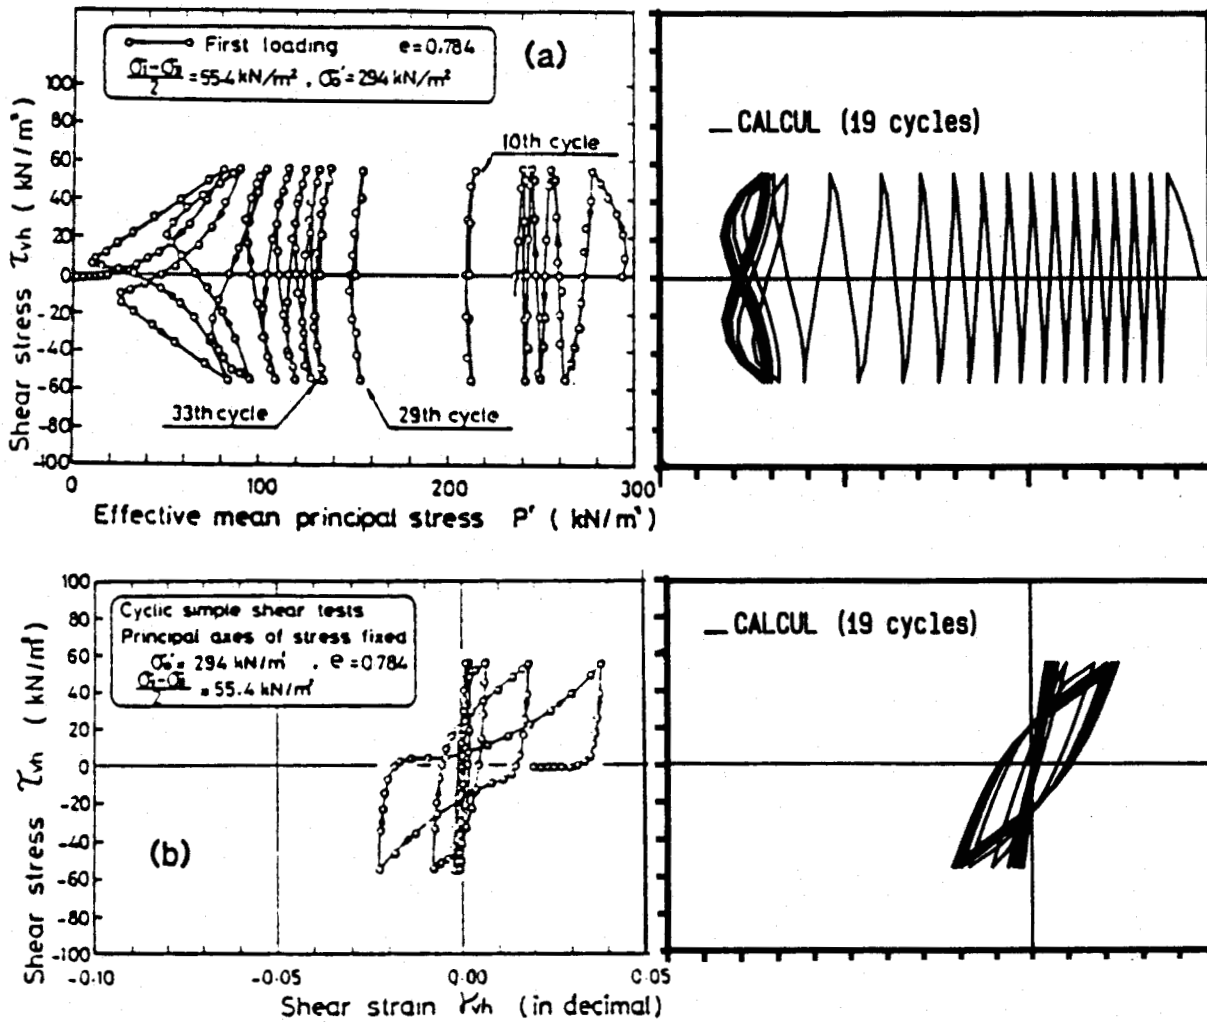 First loading e=0.784
σ1-σ3/2 = 55.4 kN/m², σo'=294 kN/m²
(a)
10th cycle
33th cycle
29th cycle
100
80
60
40
20
0
-20
-40
-60
-80
-100
Shear stress τvh (kN/m²)
0 100 200 300
Effective mean principal stress P' (kN/m²)
CALCUL (19 cycles)
Cyclic simple shear tests
Principal axes of stress fixed
σo'= 294 kN/m², e=0.784
σ1-σ3/2 = 55.4 kN/m²
(b)
100
80
60
40
20
0
-20
-40
-60
-80
-100
Shear stress τvh (kN/m²)
-0.10 -0.05 0.00 0.05
Shear strain γvh (in decimal)
CALCUL (19 cycles)